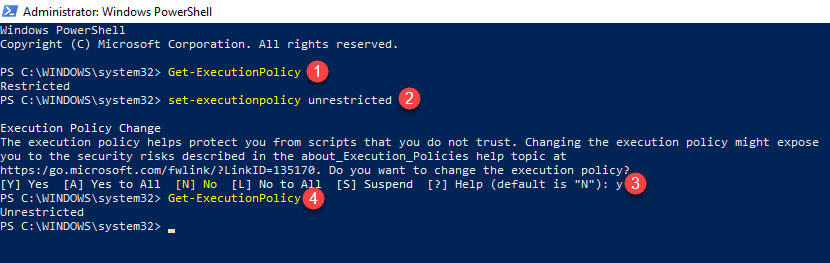 Administrator: Windows PowerShell
Windows PowerShell
Copyright (C) Microsoft Corporation. All rights reserved.
PS C:\WINDOWS\system32> Get-ExecutionPolicy 1
Restricted
PS C:\WINDOWS\system32> set-executionpolicy unrestricted 2
Execution Policy Change
The execution policy helps protect you from scripts that you do not trust. Changing the execution policy might expose
you to the security risks described in the about_Execution_Policies help topic at
https:/go.microsoft.com/fwlink/?LinkID=135170. Do you want to change the execution policy?
[Y] Yes  [A] Yes to All  [N] No  [L] No to All  [S] Suspend  [?] Help (default is "N"): y 3
PS C:\WINDOWS\system32> Get-ExecutionPolicy 4
Unrestricted
PS C:\WINDOWS\system32> _